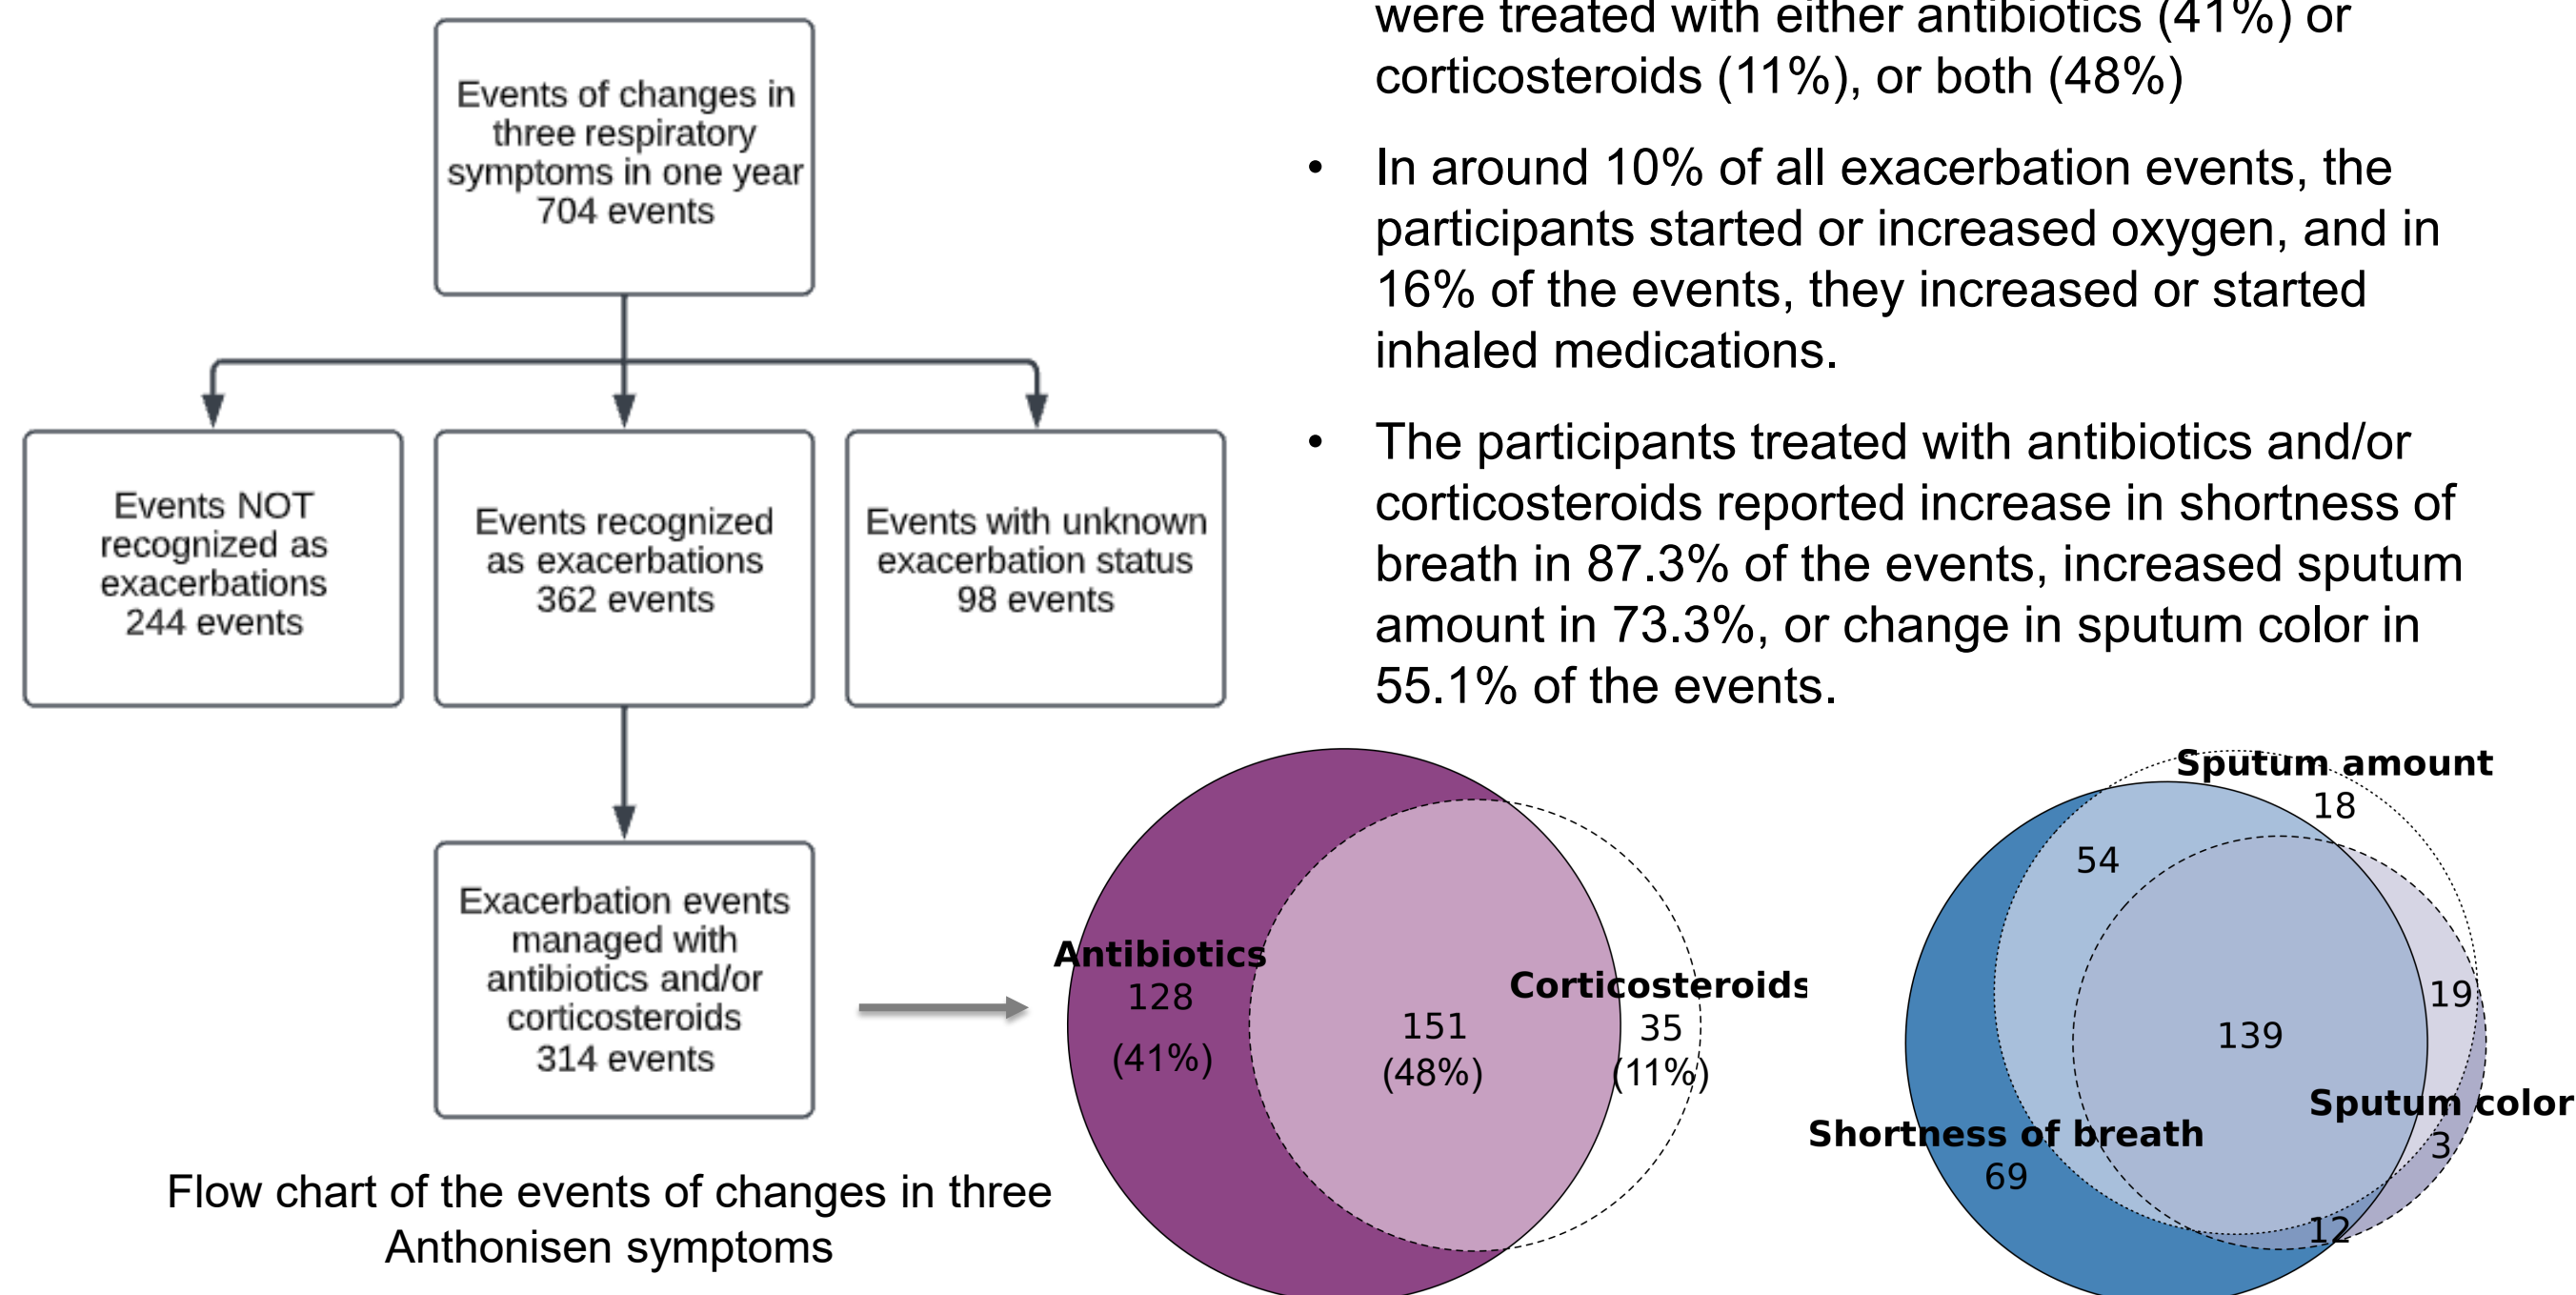 Events of changes in
three respiratory
symptoms in one year
704 events
Events NOT
recognized as
exacerbations
244 events
Events recognized
as exacerbations
362 events
Events with unknown
exacerbation status
98 events
Exacerbation events
managed with
antibiotics and/or
corticosteroids
314 events
Flow chart of the events of changes in three
Anthonisen symptoms
were treated with either antibiotics (41%) or
corticosteroids (11%), or both (48%)
• In around 10% of all exacerbation events, the
participants started or increased oxygen, and in
16% of the events, they increased or started
inhaled medications.
• The participants treated with antibiotics and/or
corticosteroids reported increase in shortness of
breath in 87.3% of the events, increased sputum
amount in 73.3%, or change in sputum color in
55.1% of the events.
Antibiotics
128
(41%)
151
(48%)
Corticosteroids
35
(11%)
Sputum amount
18
54
19
139
Sputum color
3
Shortness of breath
69
12